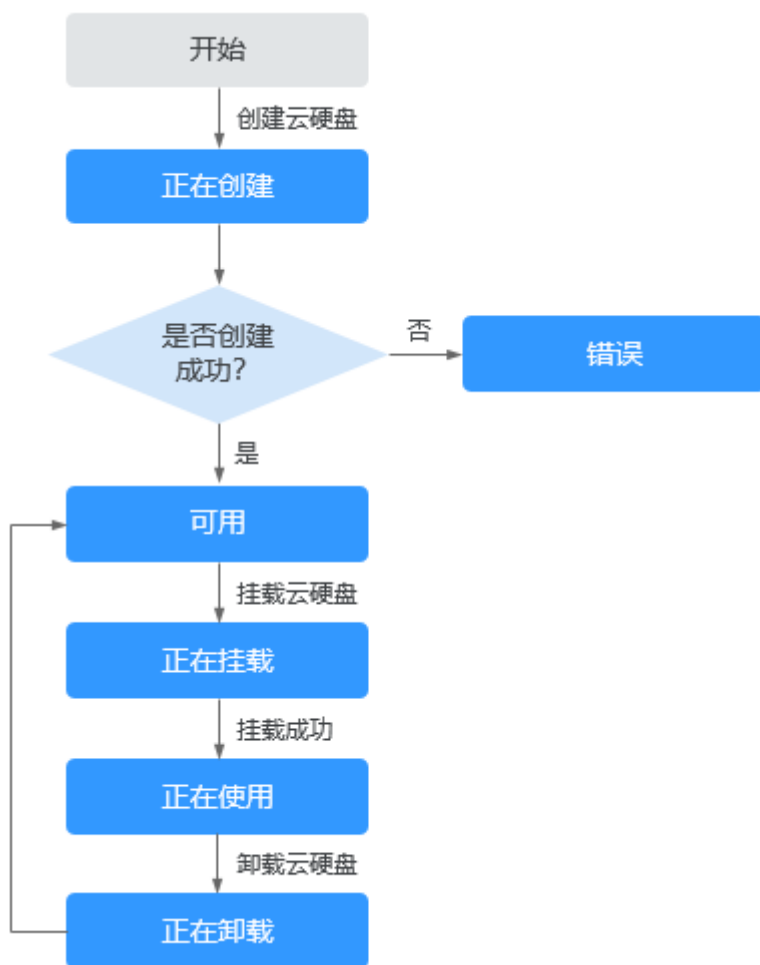 开始
创建云硬盘
正在创建
是否创建
成功？
否
错误
是
可用
挂载云硬盘
正在挂载
挂载成功
正在使用
卸载云硬盘
正在卸载